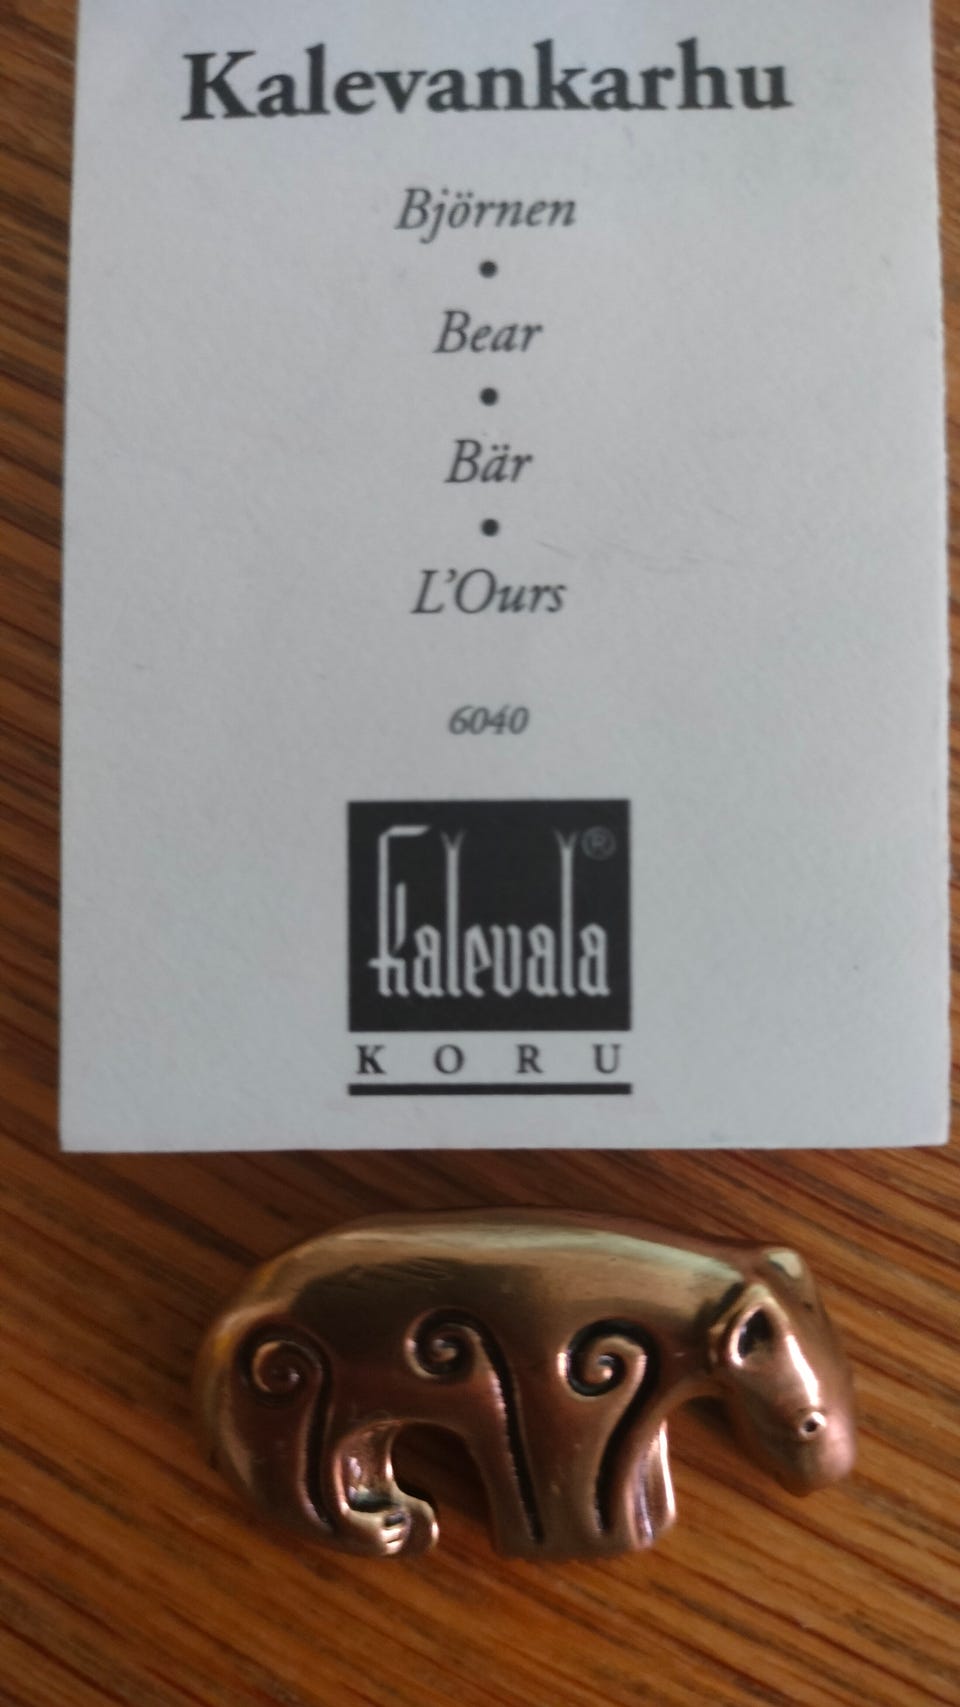 Kalevankarhu
Björnen
•
Bear
•
Bär
•
L'Ours
6040
Kalevala ®
KORU